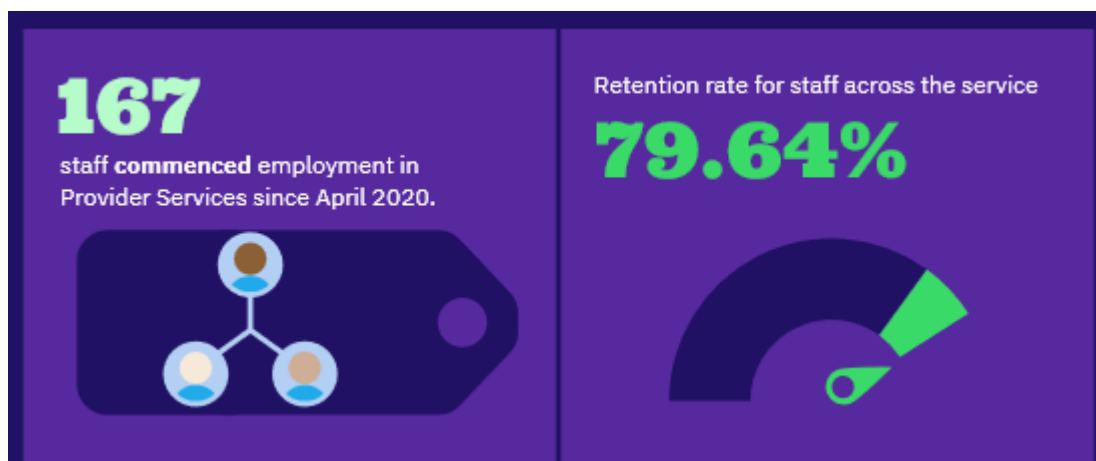 167
staff commenced employment in
Provider Services since April 2020.
Retention rate for staff across the service
79.64%